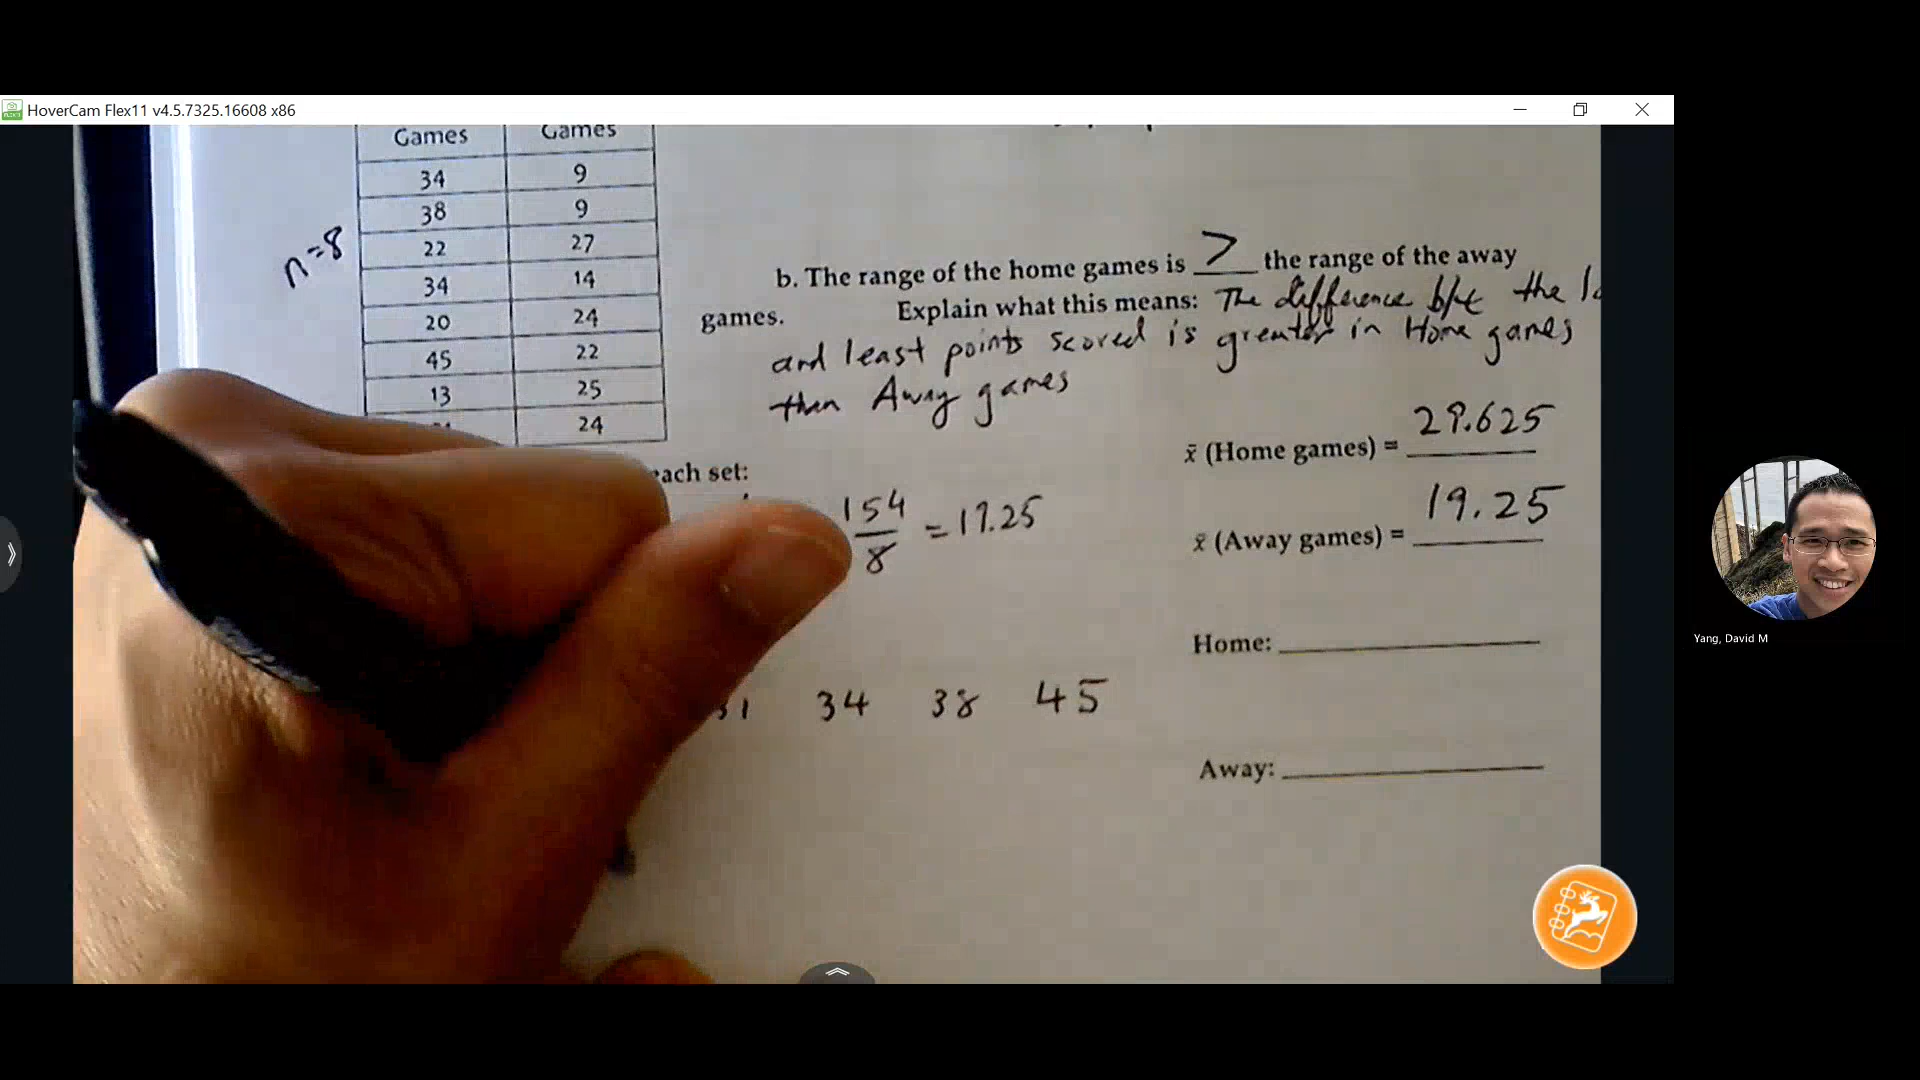 HoverCam Flex11 v4.5.7325.16608 x86
Games Games
34 9
38 9
22 27
34 14
20 24
45 22
13 25
24
n=8
b. The range of the home games is > the range of the away
games. Explain what this means: The difference b/t the
and least points scored is greater in Home games
than Away games
x̄ (Home games) = 29.625
each set:
154/8 = 19.25
x̄ (Away games) = 19.25
Home:
31 34 38 45
Away:
Yang, David M